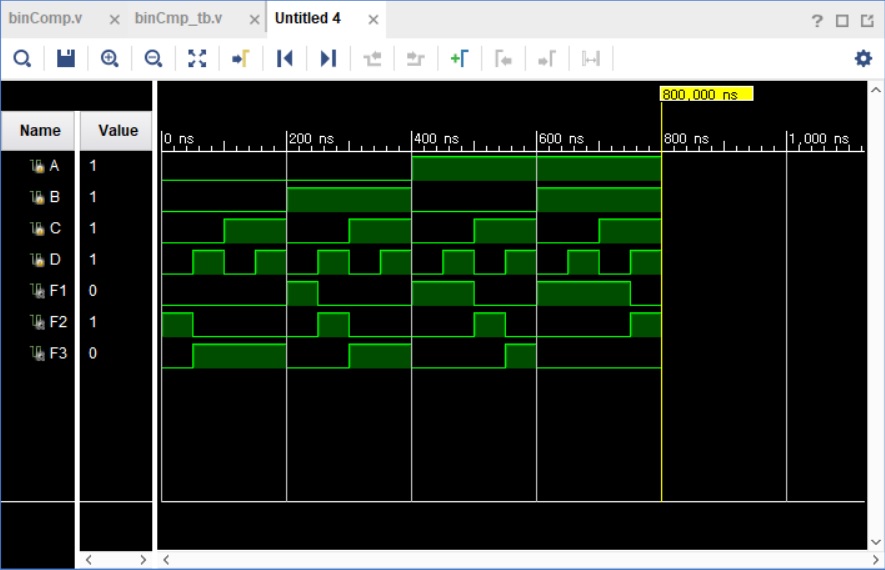 binComp.v × binCmp_tb.v × Untitled 4 ×
?
800,000 ns
Name Value
0 ns 200 ns 400 ns 600 ns 800 ns 1,000 ns
A 1
B 1
C 1
D 1
F1 0
F2 1
F3 0